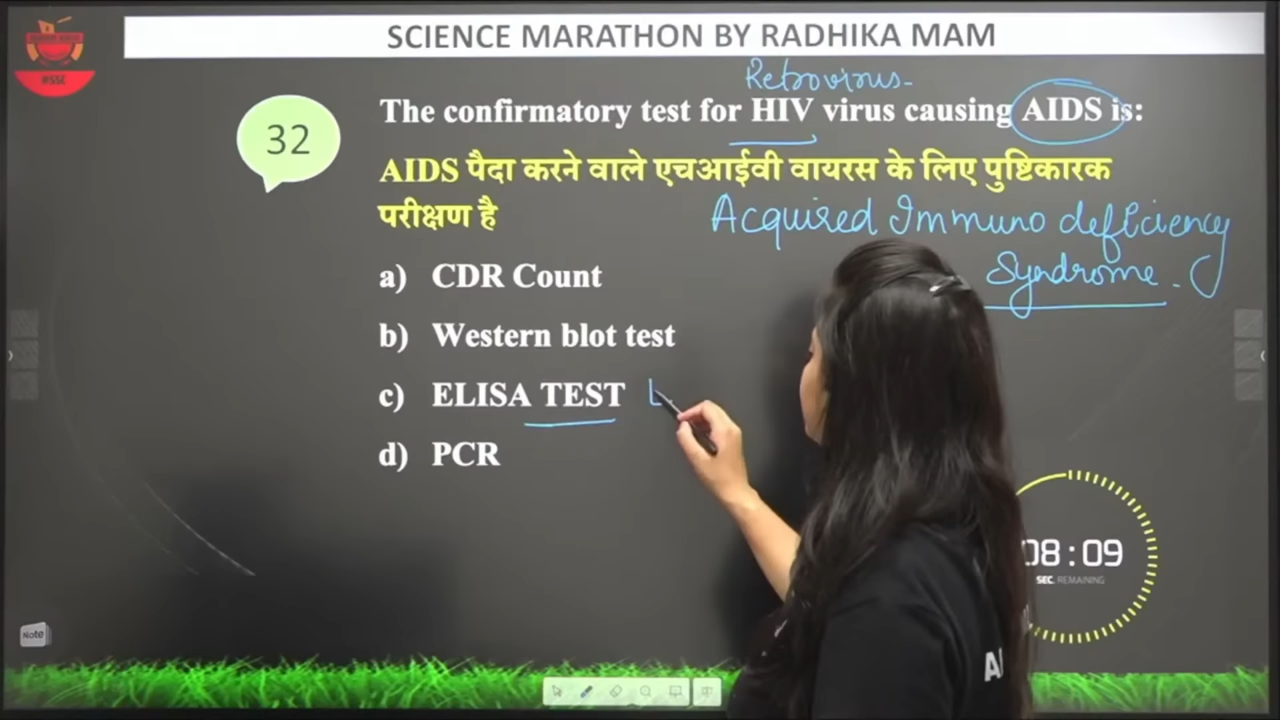 SCIENCE MARATHON BY RADHIKA MAM
#SSC
Retrovirus-
32
The confirmatory test for HIV virus causing AIDS is:
AIDS पैदा करने वाले एचआईवी वायरस के लिए पुष्टिकारक
परीक्षण है
Acquired Immuno deficiency
Syndrome.
a) CDR Count
b) Western blot test
c) ELISA TEST
d) PCR
08:09
SEC. REMAINING
Note